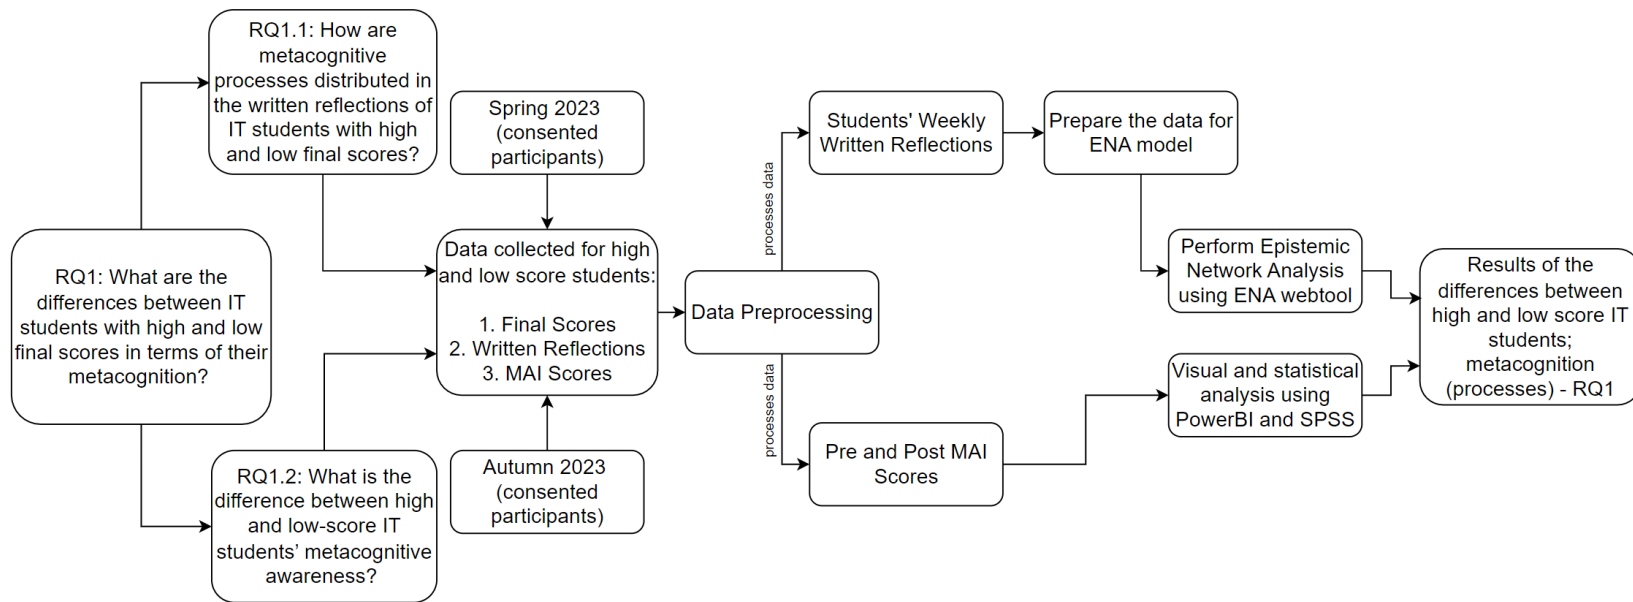 RQ1: What are the
differences between IT
students with high and low
final scores in terms of their
metacognition?
RQ1.1: How are
metacognitive
processes distributed in
the written reflections of
IT students with high
and low final scores?
RQ1.2: What is the
difference between high
and low-score IT
students’ metacognitive
awareness?
Spring 2023
(consented
participants)
Data collected for high
and low score students:
1. Final Scores
2. Written Reflections
3. MAI Scores
Autumn 2023
(consented
participants)
Data Preprocessing
processes data
processes data
Students' Weekly
Written Reflections
Prepare the data for
ENA model
Perform Epistemic
Network Analysis
using ENA webtool
Pre and Post MAI
Scores
Visual and statistical
analysis using
PowerBI and SPSS
Results of the
differences between
high and low score IT
students;
metacognition
(processes) - RQ1